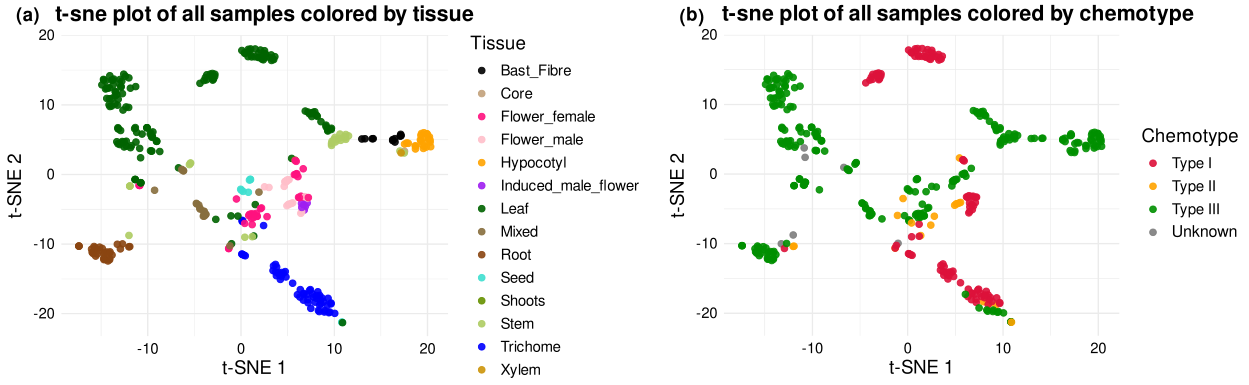 (a) t-sne plot of all samples colored by tissue
20
10
0
-10
-20
-10
0
10
20
t-SNE 2
t-SNE 1
Tissue
Bast_Fibre
Core
Flower_female
Flower_male
Hypocotyl
Induced_male_flower
Leaf
Mixed
Root
Seed
Shoots
Stem
Trichome
Xylem
(b) t-sne plot of all samples colored by chemotype
20
10
0
-10
-20
-10
0
10
20
t-SNE 2
t-SNE 1
Chemotype
Type I
Type II
Type III
Unknown